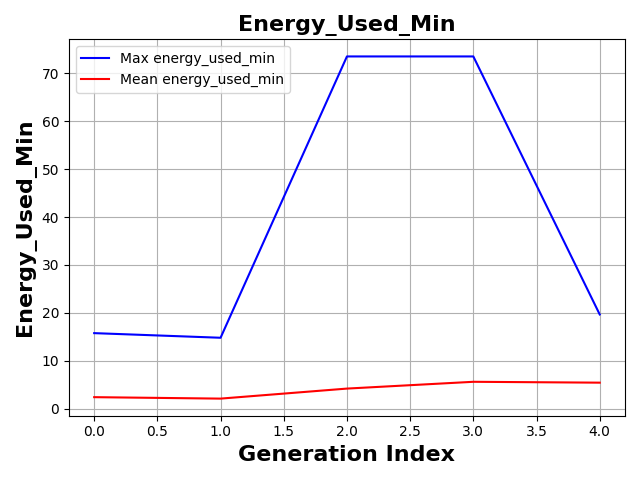 Energy_Used_Min
Max energy_used_min
Mean energy_used_min
Energy_Used_Min
70
60
50
40
30
20
10
0
0.0 0.5 1.0 1.5 2.0 2.5 3.0 3.5 4.0
Generation Index